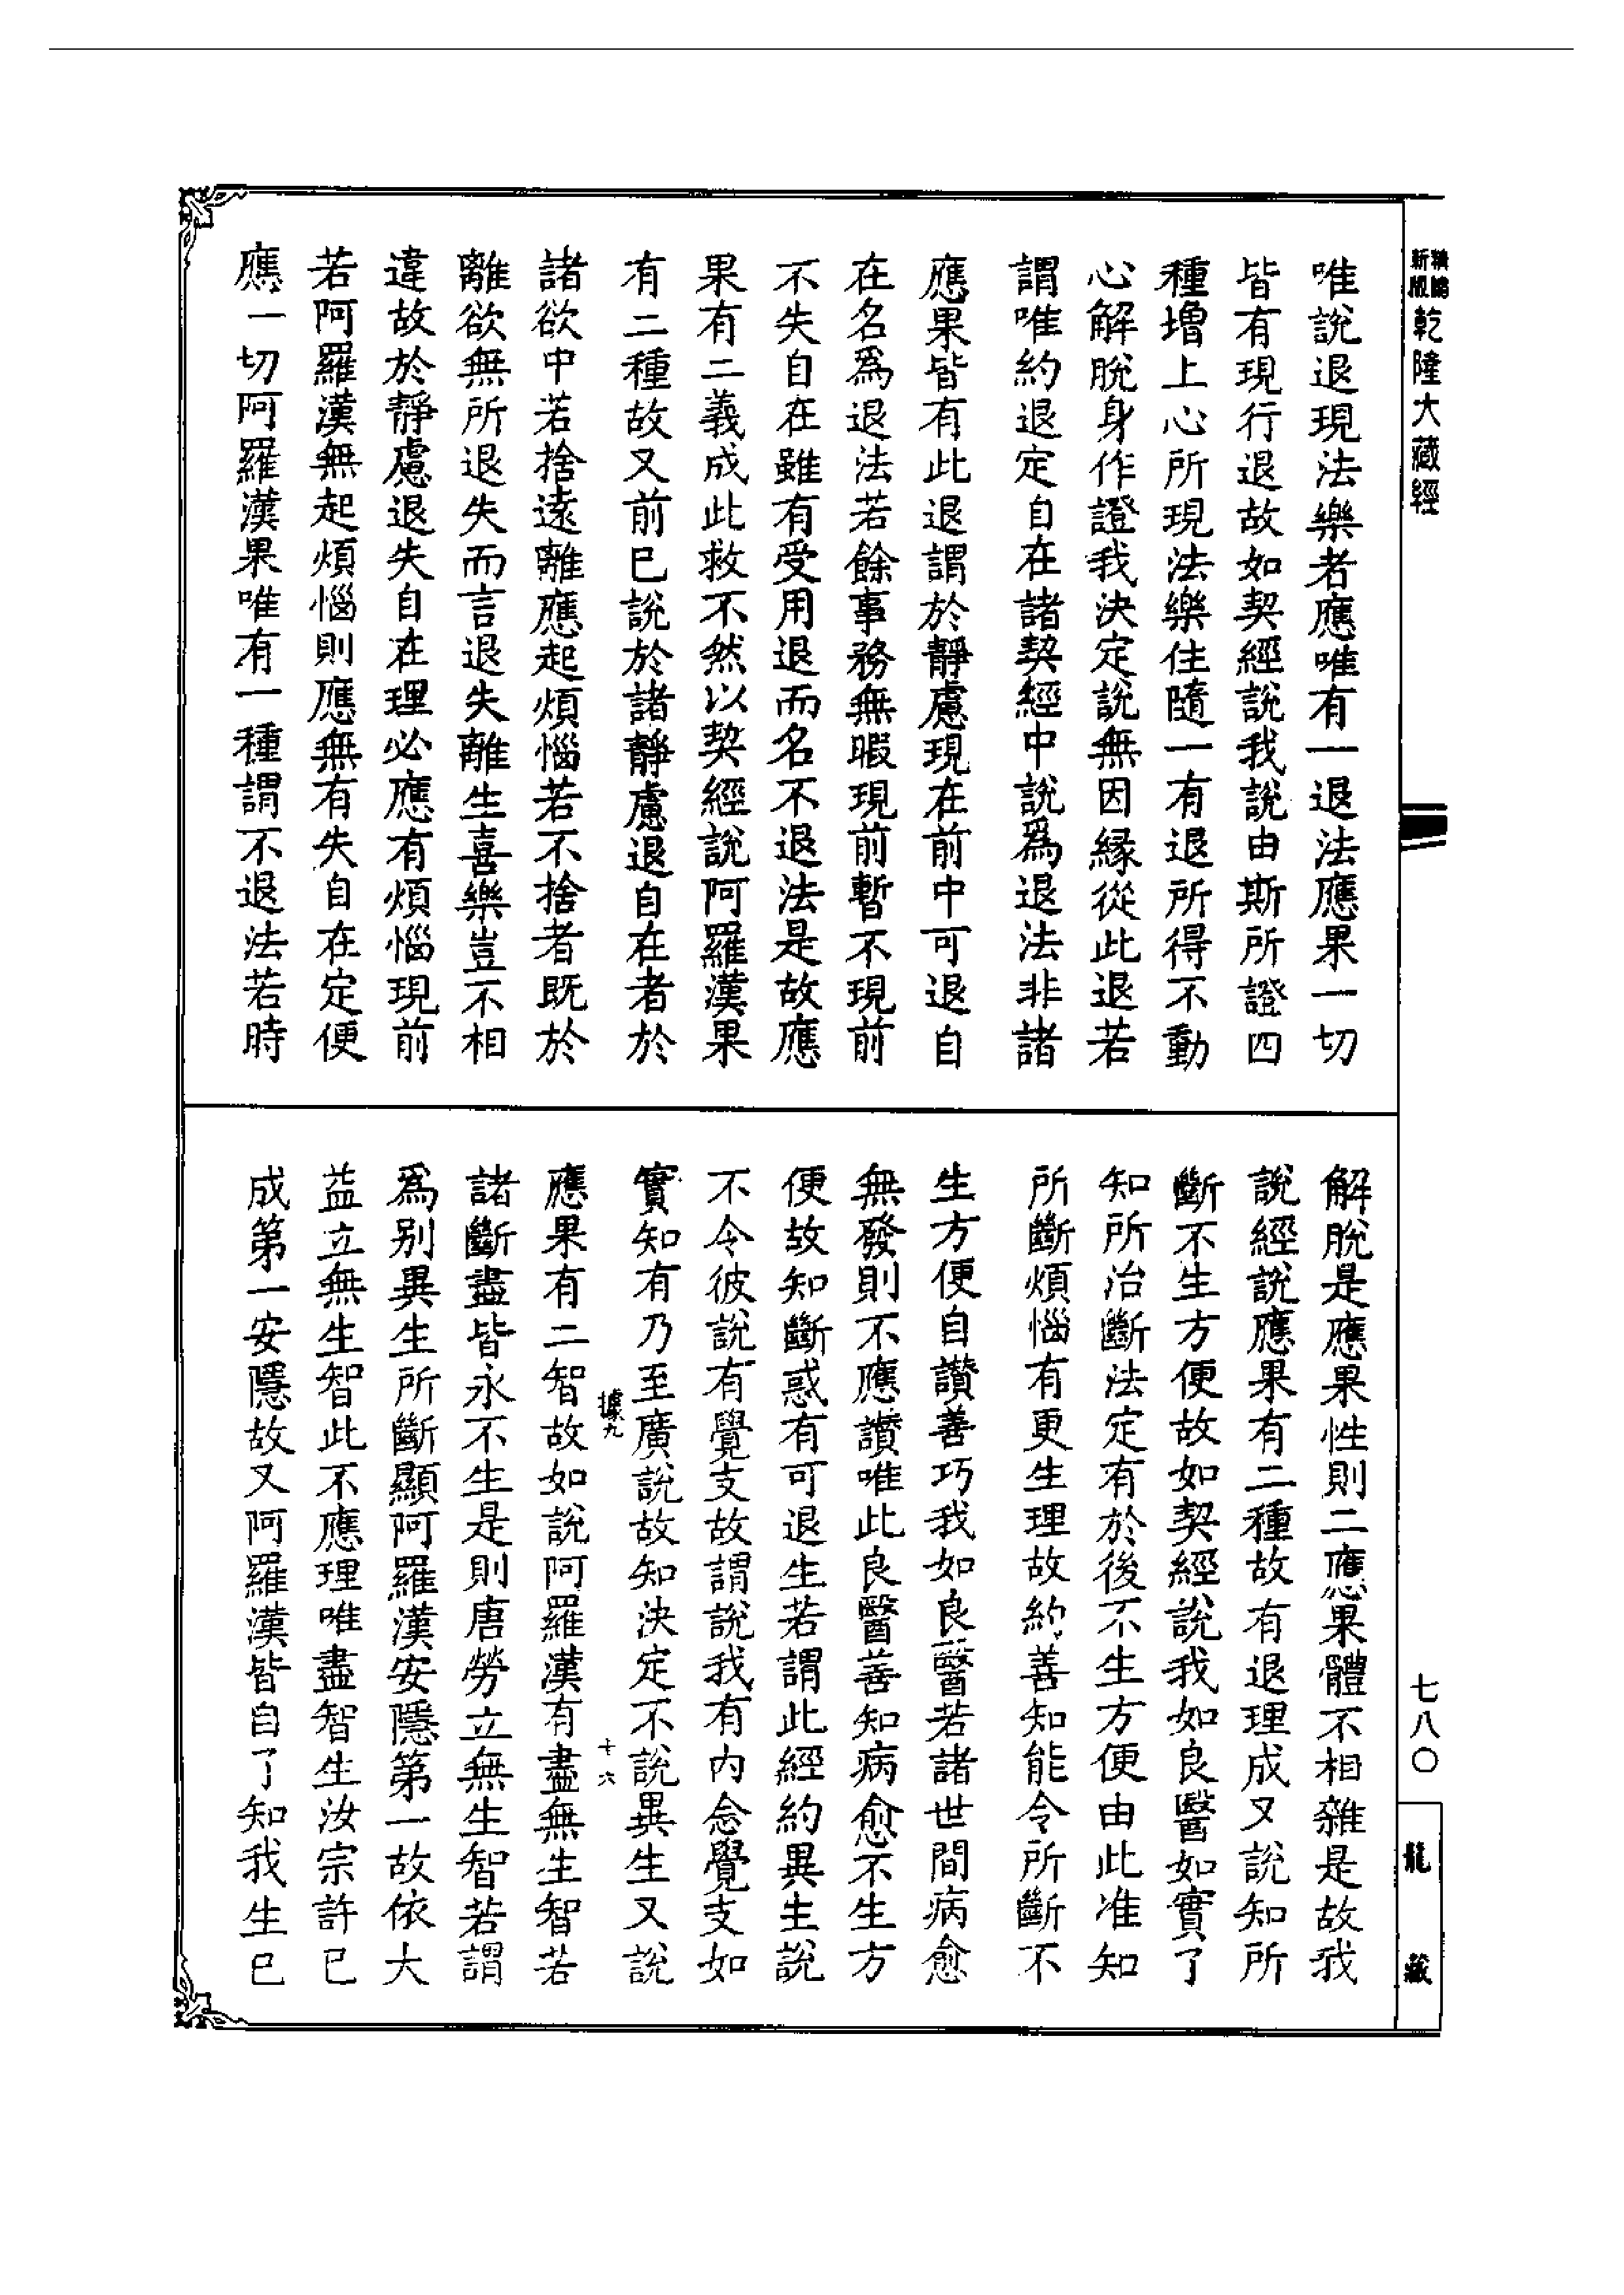 新版
乾隆大藏經
唯說退現法樂者應唯有一退法應果一切
皆有現行退故如契經說我說由斯所證四
種增上心所現法樂住隨一有退所得不動
心解脫身作證我決定說無因緣從此退若
謂唯約退定自在諸契經中說爲退法非諸
應果皆有此退謂於靜慮現在前中可退自
在名爲退法若餘事務無暇現前暫不現前
不失自在雖有受用退而名不退法是故應
果有二義成此救不然以契經說阿羅漢果
有二種故又前已說於諸靜慮退自在者於
諸欲中若捨遠離應起煩惱若不捨者既於
離欲無所退失而言退失離生喜樂豈不相
違故於靜慮退失自在理必應有煩惱現前
若阿羅漢無起煩惱則應無有失自在定便
應一切阿羅漢果唯有一種謂不退法若時
解脫是應果性則二應果體不相雜是故我
說經說應果有二種故有退理成又說知所
斷不生方便故如契經說我如良醫如實了
知所治斷法定有於後不生方便由此准知
所斷煩惱有更生理故約善知能令所斷不
生方便自讚善巧我如良醫若諸世間病愈
無發則不應讚唯此良醫善知病愈不生方
便故知斷惑有可退生若謂此經約異生說
不令彼說有覺支故謂說我有內念覺支如
實知有乃至廣說故知決定不說異生又說
據九
十六
應果有二智故如說阿羅漢有盡無生智若
諸斷盡皆永不生是則唐勞立無生智若謂
爲別異生所斷顯阿羅漢安隱第一故依大
益立無生智此不應理唯盡智生汝宗許已
成第一安隱故又阿羅漢皆自了知我生已
七八〇
龍藏